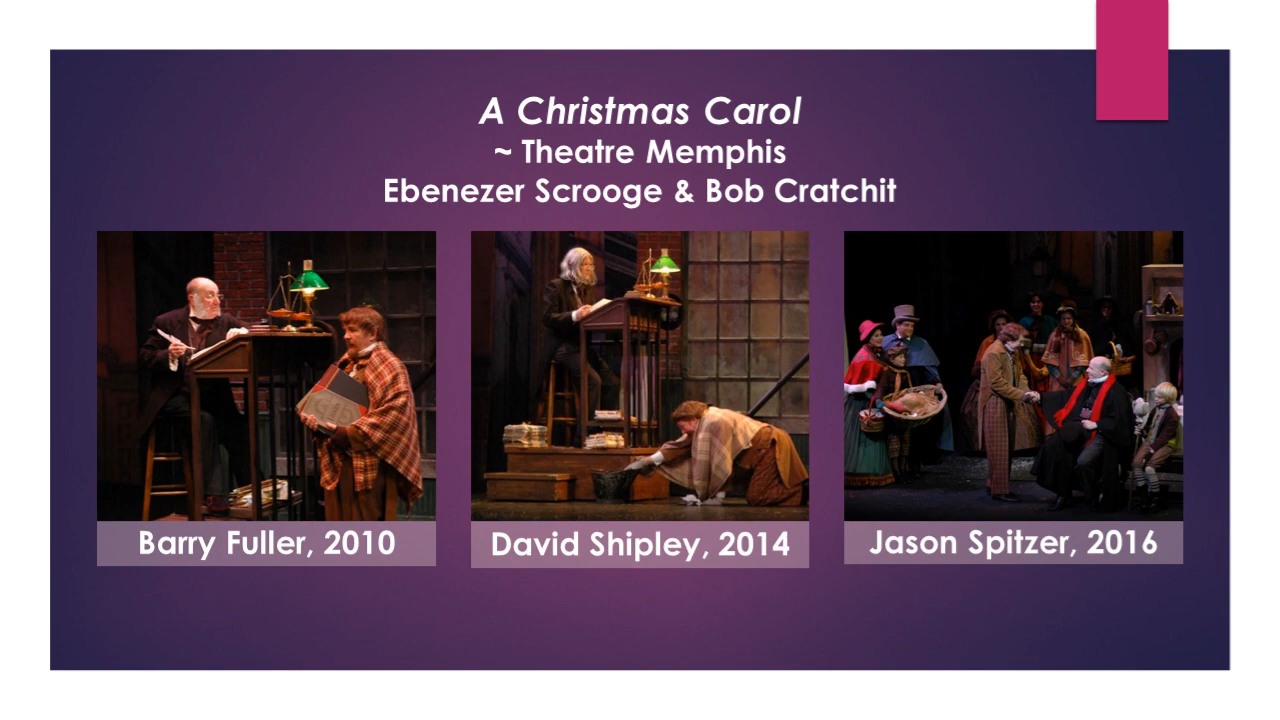 A Christmas Carol
~ Theatre Memphis
Ebenezer Scrooge & Bob Cratchit
Barry Fuller, 2010
David Shipley, 2014
Jason Spitzer, 2016